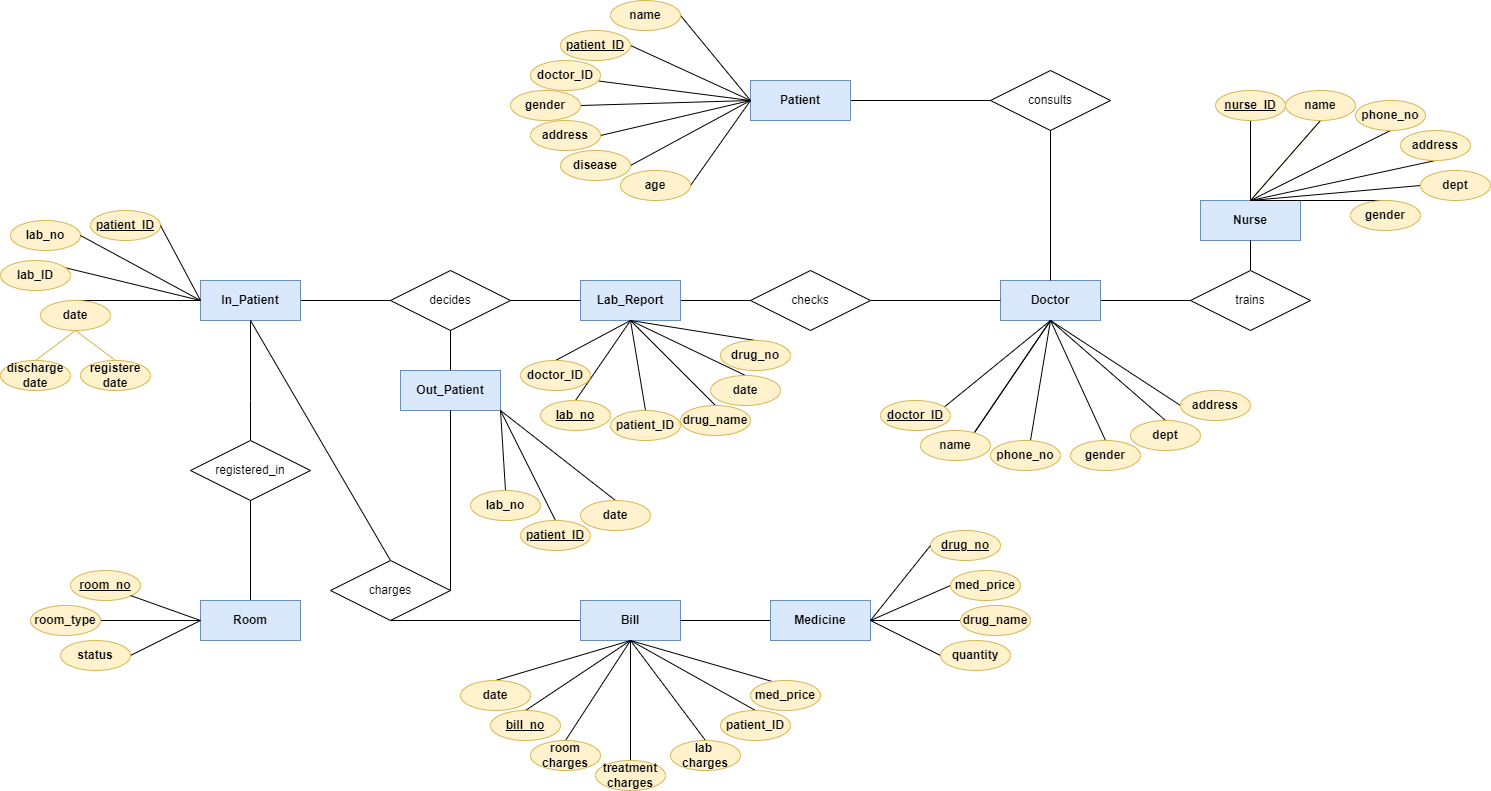 name
patient_ID
doctor_ID
gender
address
disease
age
Patient
consults
nurse_ID
name
phone_no
address
dept
gender
Nurse
trains
patient_ID
lab_no
lab_ID
date
discharge
date
registere
date
In_Patient
decides
Lab_Report
checks
Doctor
Out_Patient
doctor_ID
lab_no
patient_ID
drug_name
date
drug_no
doctor_ID
name
phone_no
gender
dept
address
registered_in
lab_no
patient_ID
date
charges
room_no
room_type
status
Room
Bill
Medicine
drug_no
med_price
drug_name
quantity
date
bill_no
room
charges
treatment
charges
lab
charges
patient_ID
med_price